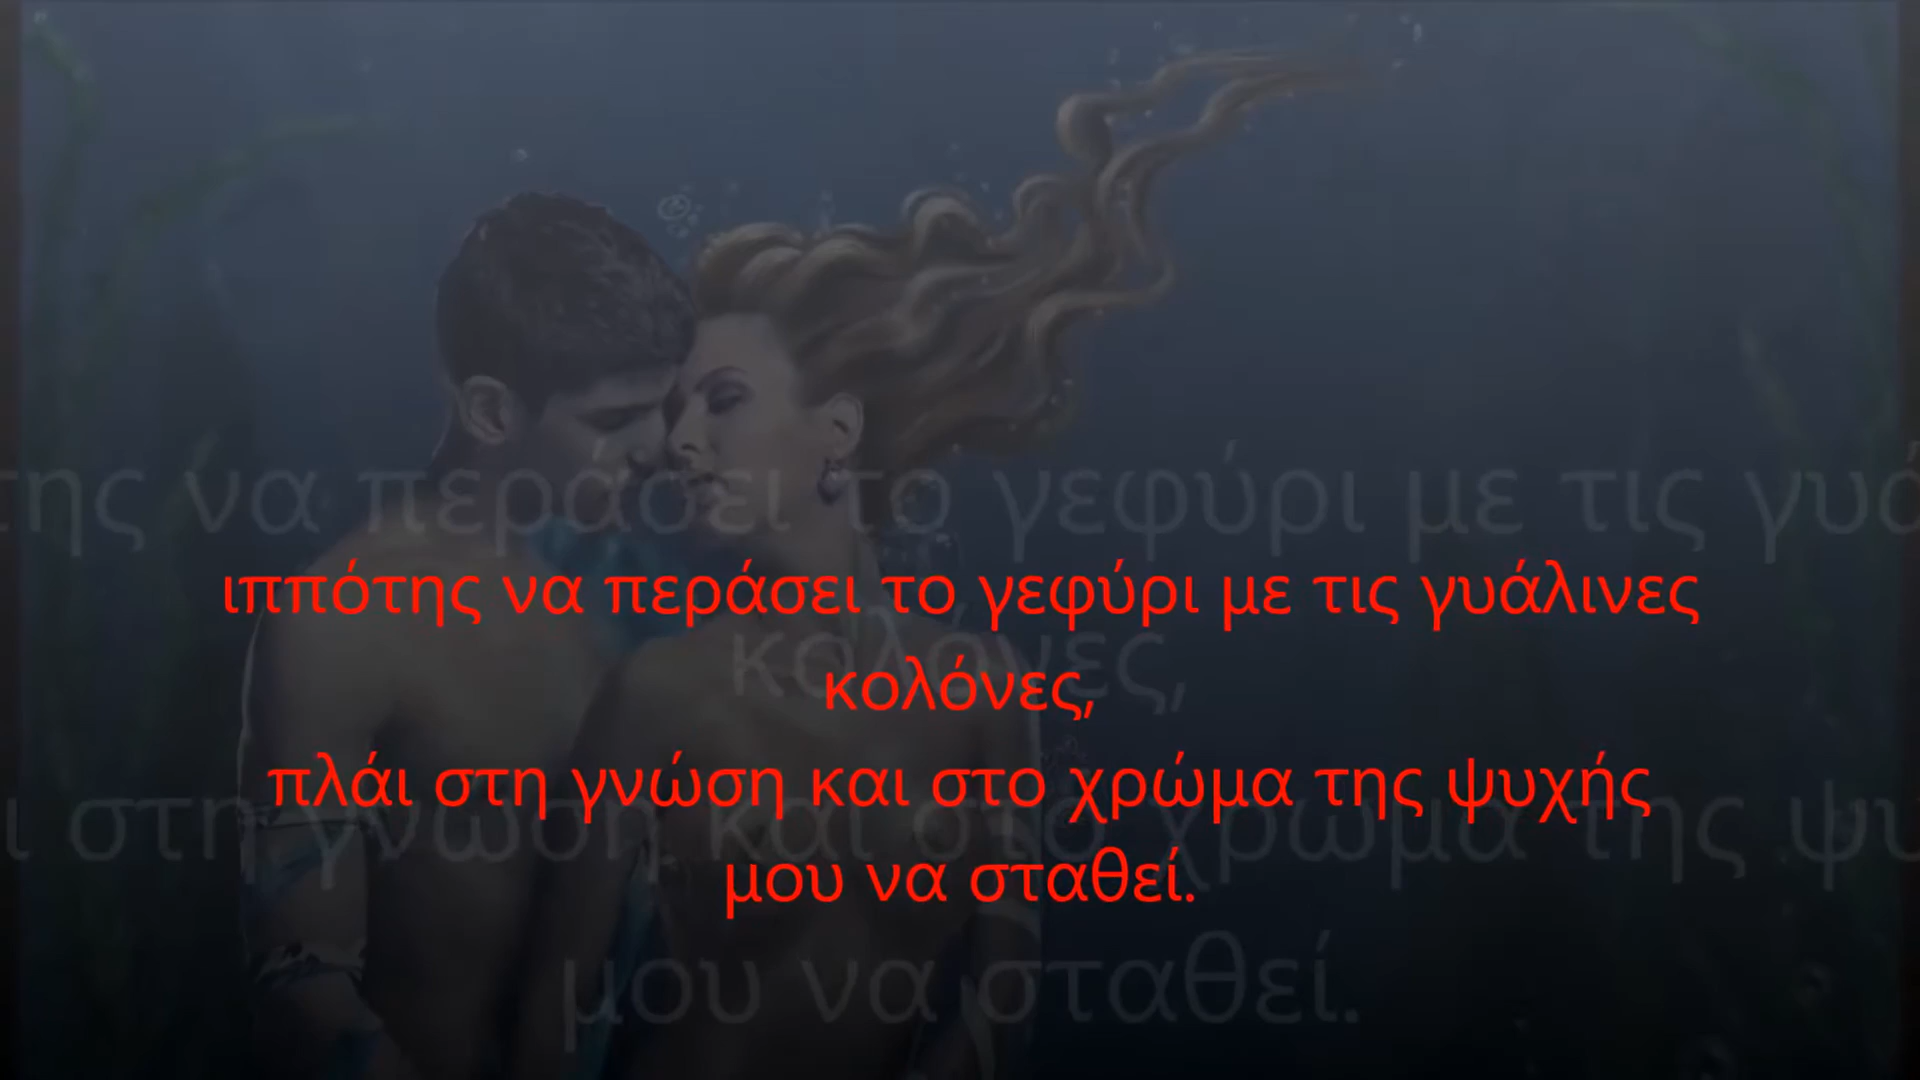 ιππότης να περάσει το γεφύρι με τις γυάλινες
κολόνες,
πλάι στη γνώση και στο χρώμα της ψυχής
μου να σταθεί.